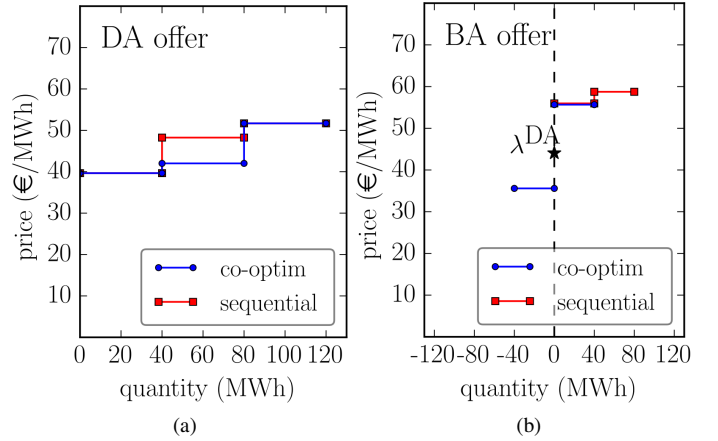 DA offer
price (€/MWh)
70
60
50
40
30
20
10
co-optim
sequential
0 20 40 60 80 100 120
quantity (MWh)
(a)
BA offer
price (€/MWh)
70
60
50
40
30
20
10
λDA
co-optim
sequential
-120 -80 -40 0 40 80 120
quantity (MWh)
(b)